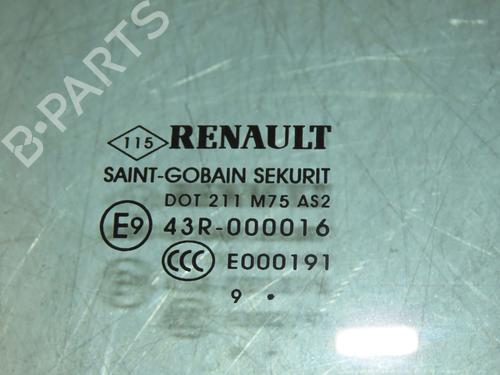 B-PARTS
115 RENAULT
SAINT-GOBAIN SEKURIT
DOT 211 M75 AS2
E9 43R-000016
CCC E000191
9 •